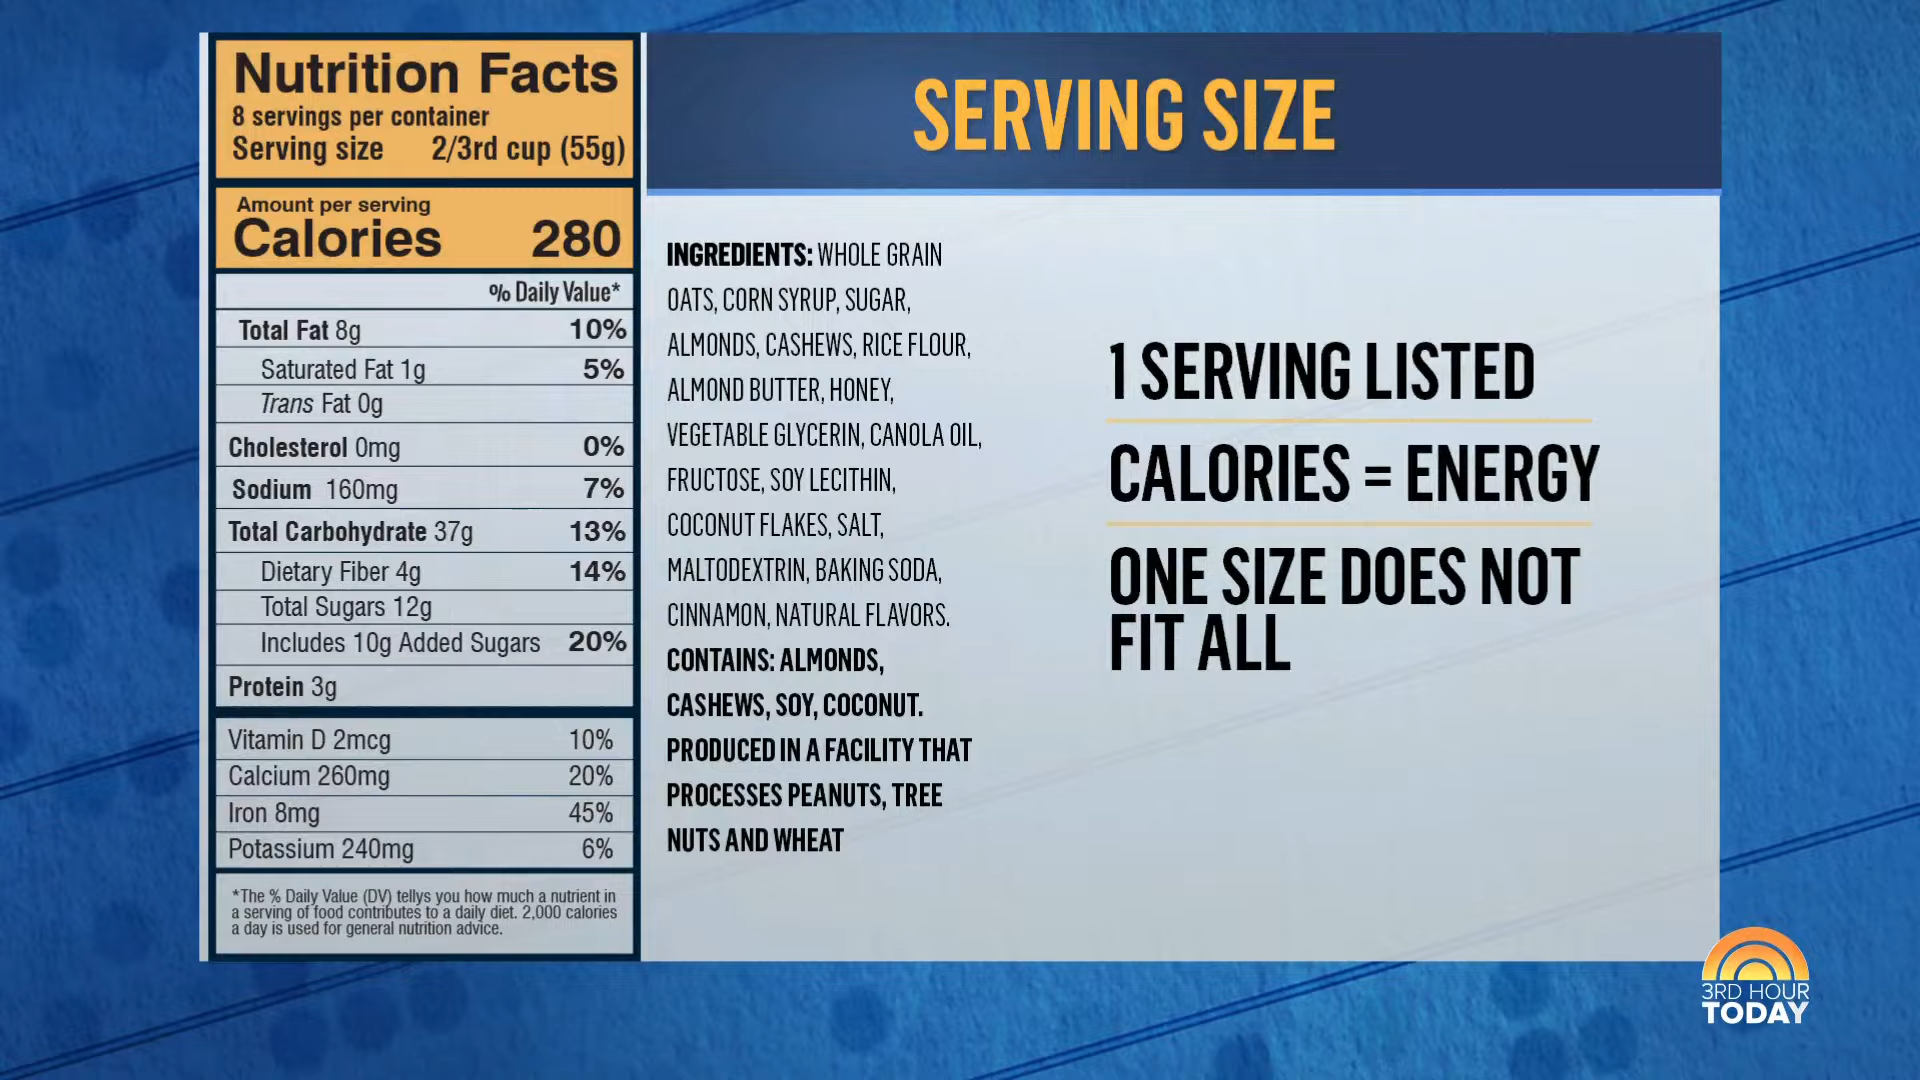 Nutrition Facts
8 servings per container
Serving size 2/3rd cup (55g)
Amount per serving
Calories 280
% Daily Value*
Total Fat 8g 10%
Saturated Fat 1g 5%
Trans Fat 0g
Cholesterol 0mg 0%
Sodium 160mg 7%
Total Carbohydrate 37g 13%
Dietary Fiber 4g 14%
Total Sugars 12g
Includes 10g Added Sugars 20%
Protein 3g
Vitamin D 2mcg 10%
Calcium 260mg 20%
Iron 8mg 45%
Potassium 240mg 6%
*The % Daily Value (DV) tellys you how much a nutrient in
a serving of food contributes to a daily diet. 2,000 calories
a day is used for general nutrition advice.
SERVING SIZE
INGREDIENTS: WHOLE GRAIN
OATS, CORN SYRUP, SUGAR,
ALMONDS, CASHEWS, RICE FLOUR,
ALMOND BUTTER, HONEY,
VEGETABLE GLYCERIN, CANOLA OIL,
FRUCTOSE, SOY LECITHIN,
COCONUT FLAKES, SALT,
MALTODEXTRIN, BAKING SODA,
CINNAMON, NATURAL FLAVORS.
CONTAINS: ALMONDS,
CASHEWS, SOY, COCONUT.
PRODUCED IN A FACILITY THAT
PROCESSES PEANUTS, TREE
NUTS AND WHEAT
1 SERVING LISTED
CALORIES = ENERGY
ONE SIZE DOES NOT
FIT ALL
3RD HOUR
TODAY